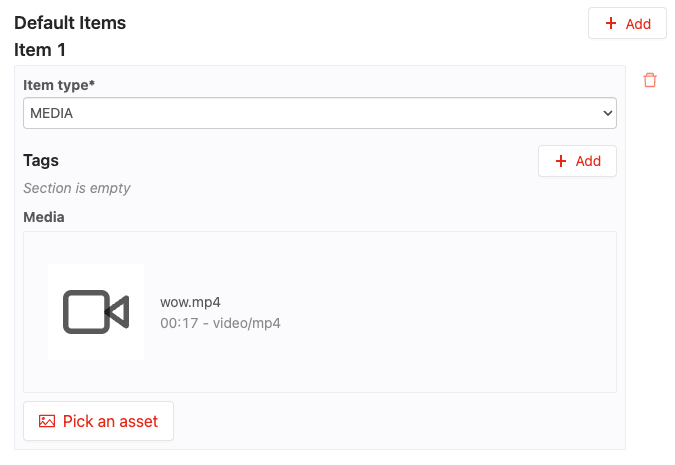 Default Items
Add
Item 1
Item type*
MEDIA
Tags
Add
Section is empty
Media
wow.mp4
00:17 - video/mp4
Pick an asset